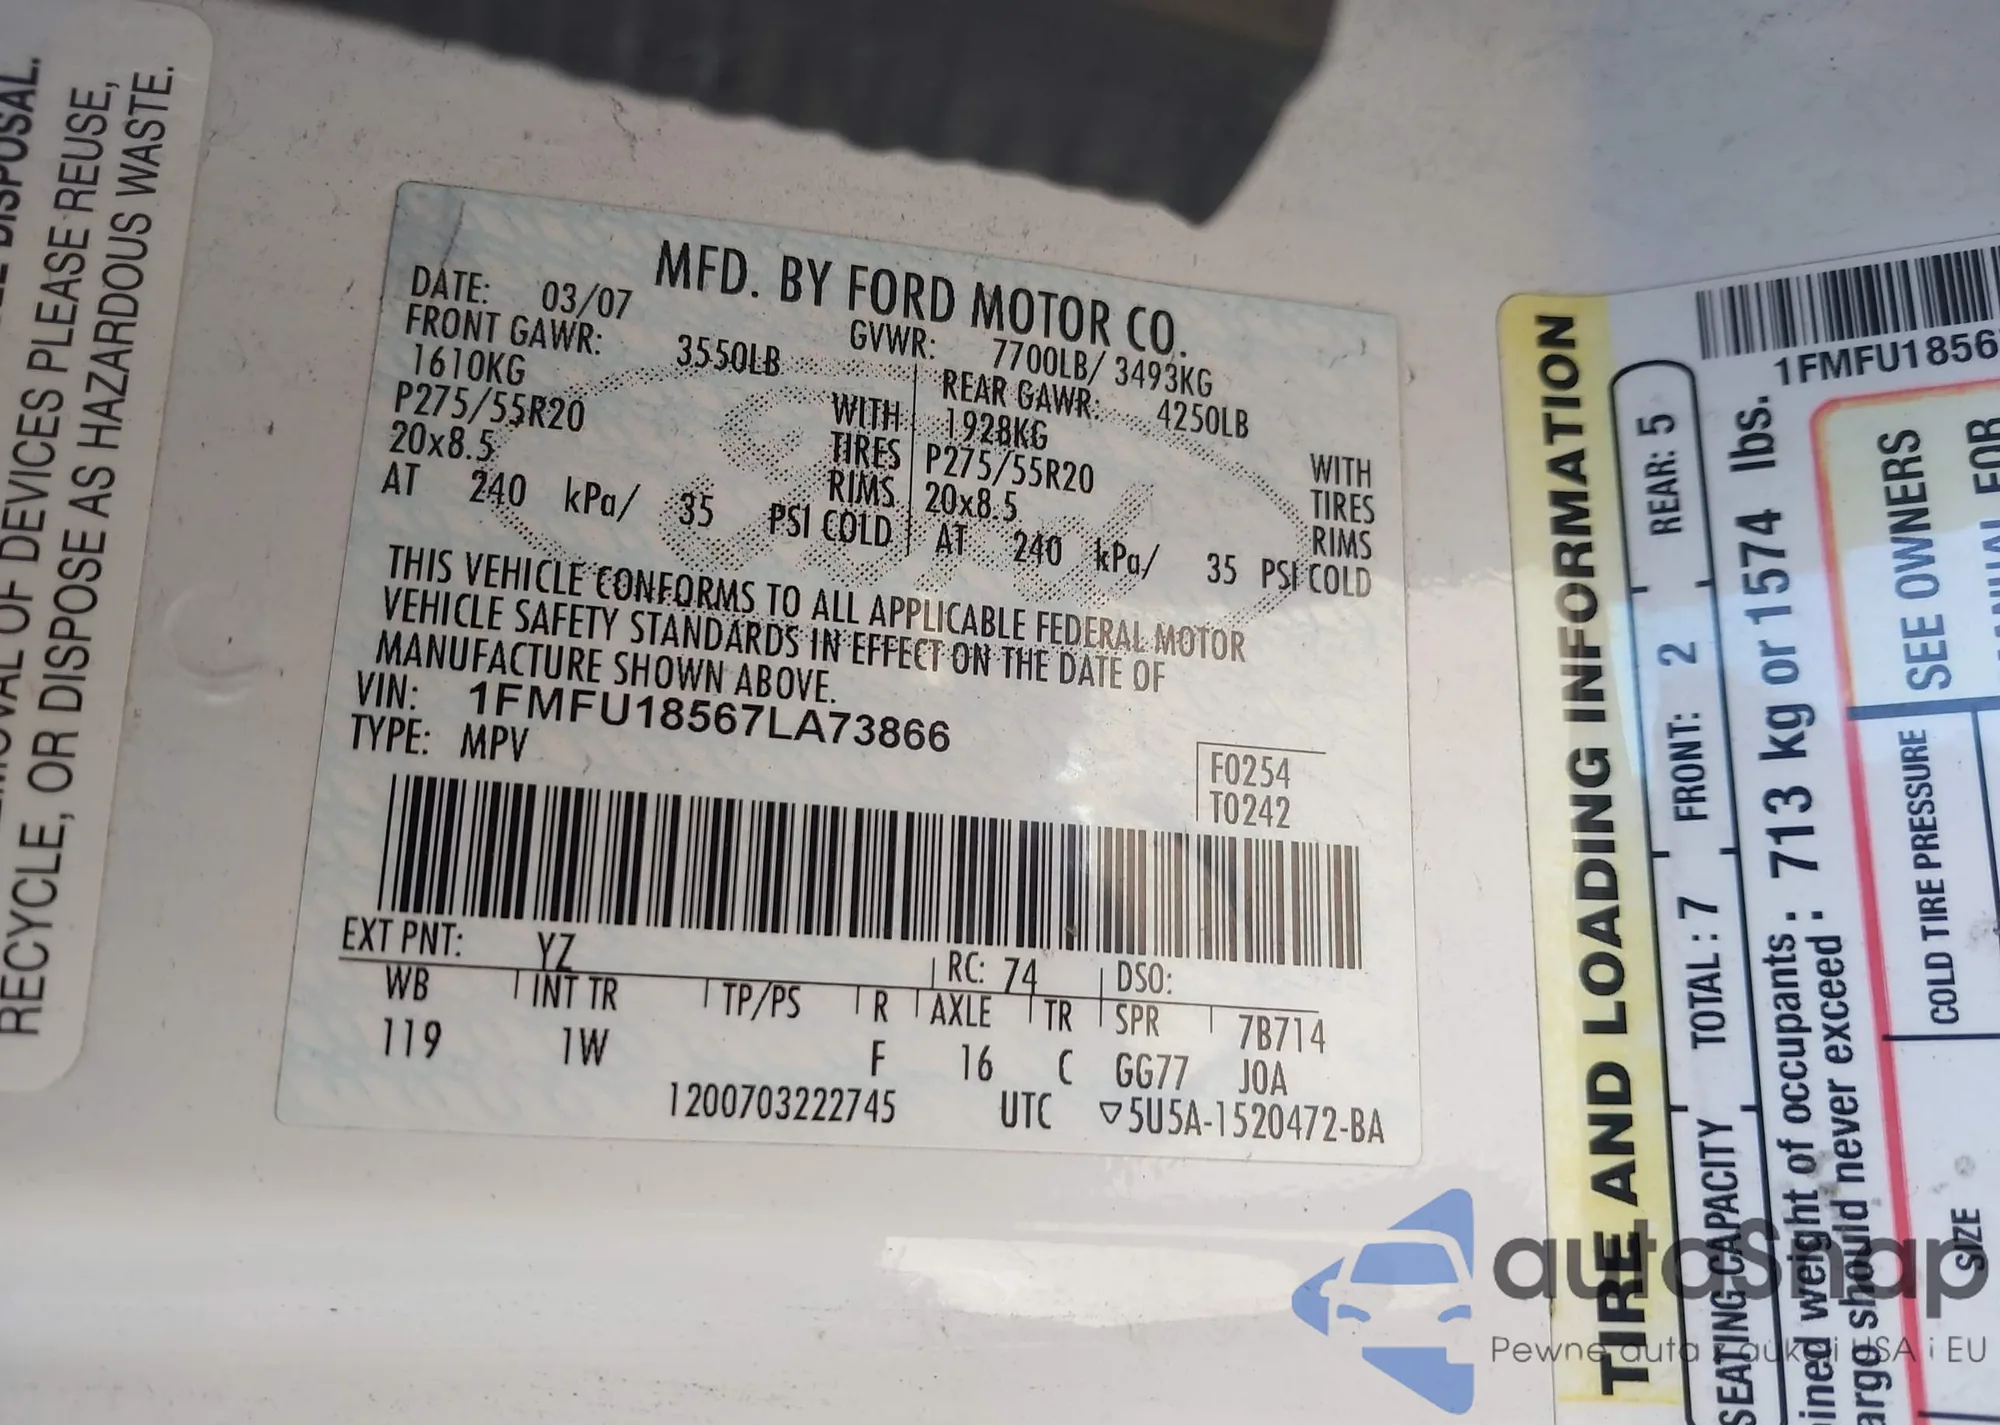 L DISPOSAL.
REMOVAL OF DEVICES PLEASE REUSE,
RECYCLE, OR DISPOSE AS HAZARDOUS WASTE.
MFD. BY FORD MOTOR CO.
DATE: 03/07 GVWR: 7700LB/ 3493KG
FRONT GAWR: 3550LB REAR GAWR: 4250LB
1610KG WITH 1928KG WITH
P275/55R20 TIRES P275/55R20 TIRES
20x8.5 RIMS 20x8.5 RIMS
AT 240 kPa/ 35 PSI COLD AT 240 kPa/ 35 PSI COLD
THIS VEHICLE CONFORMS TO ALL APPLICABLE FEDERAL MOTOR
VEHICLE SAFETY STANDARDS IN EFFECT ON THE DATE OF
MANUFACTURE SHOWN ABOVE.
VIN: 1FMFU18567LA73866
TYPE: MPV
F0254
T0242
EXT PNT: YZ RC: 74 DSO:
WB INT TR TP/PS R AXLE TR SPR 7B714
119 1W F 16 C GG77 J0A
1200703222745 UTC ▽5U5A-1520472-BA
TIRE AND LOADING INFORMATION
SEATING CAPACITY TOTAL : 7 FRONT: 2 REAR: 5
1FMFU1856
ined weight of occupants : 713 kg or 1574 lbs.
argo should never exceed :
SIZE COLD TIRE PRESSURE SEE OWNERS
FOR
autosnap
Pewne auta z aukcji USA i EU